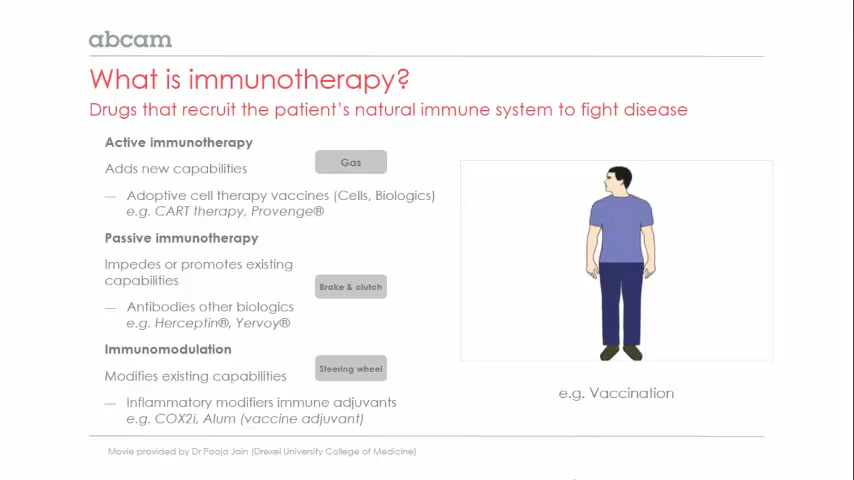 abcam
What is immunotherapy?
Drugs that recruit the patient's natural immune system to fight disease
Active immunotherapy
Gas
Adds new capabilities
— Adoptive cell therapy vaccines (Cells, Biologics)
e.g. CART therapy, Provenge®
Passive immunotherapy
Impedes or promotes existing
capabilities
Brake & clutch
— Antibodies other biologics
e.g. Herceptin®, Yervoy®
Immunomodulation
Steering wheel
Modifies existing capabilities
— Inflammatory modifiers immune adjuvants
e.g. COX2i, Alum (vaccine adjuvant)
e.g. Vaccination
Movie provided by Dr Pooja Jain (Drexel University College of Medicine)